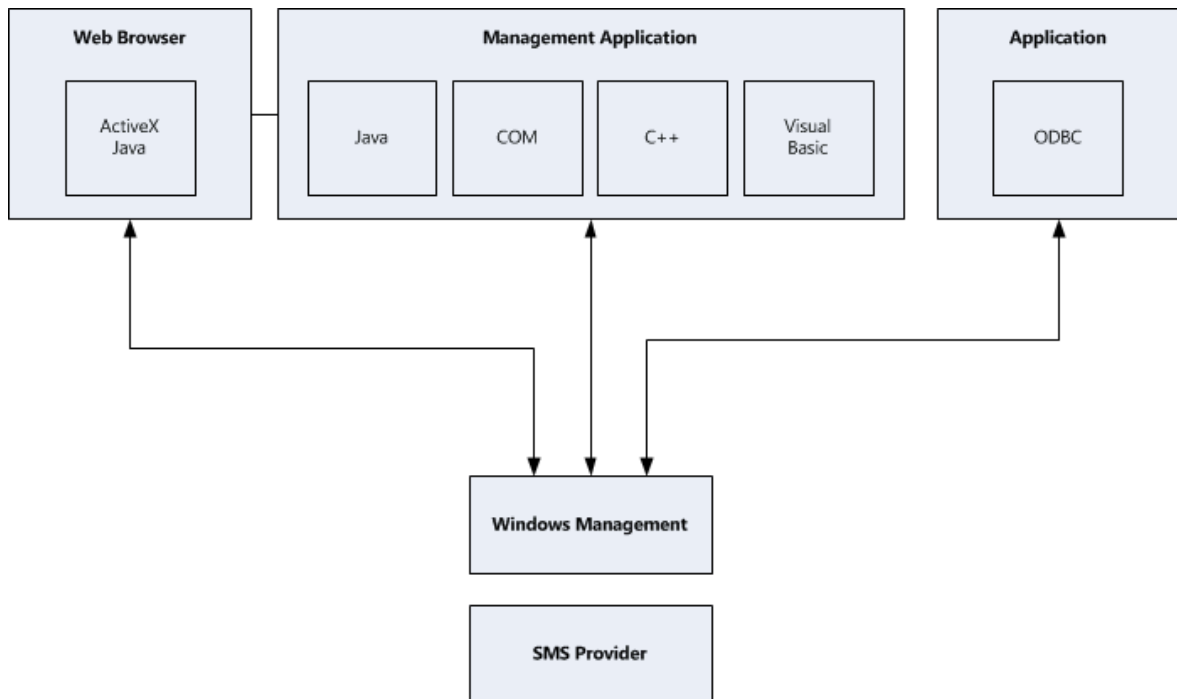 Web Browser
Management Application
Application
ActiveX
Java
Java
COM
C++
Visual
Basic
ODBC
Windows Management
SMS Provider